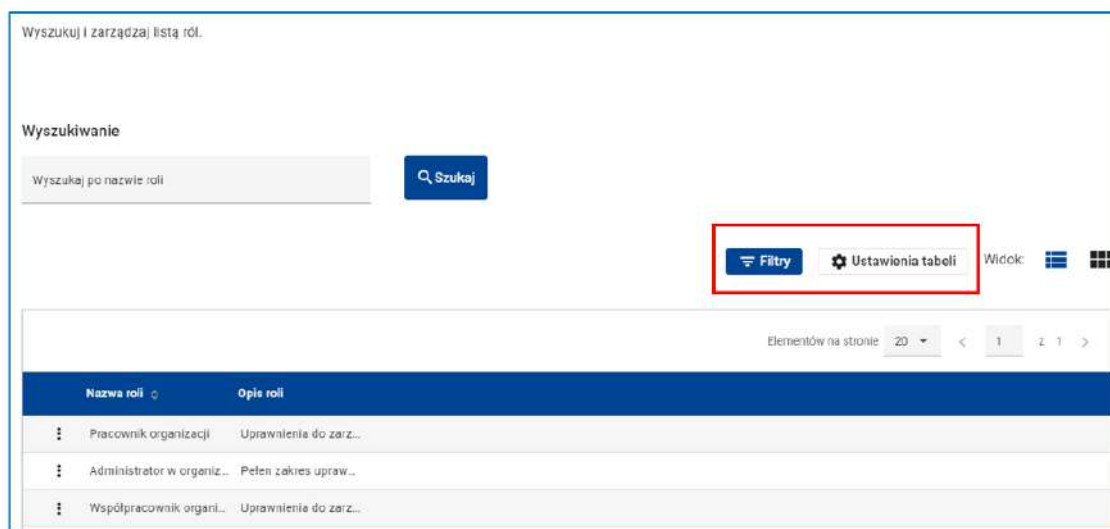 Wyszukuj i zarządzaj listą ról.
Wyszukiwanie
Wyszukaj po nazwie roli
Szukaj
Filtry Ustawienia tabeli Widok:
Elementów na stronie 20 < 1 z 1 >
Nazwa roli Opis roli
Pracownik organizacji Uprawnienia do zarz...
Administrator w organiz... Pełen zakres upraw...
Współpracownik organi... Uprawnienia do zarz...